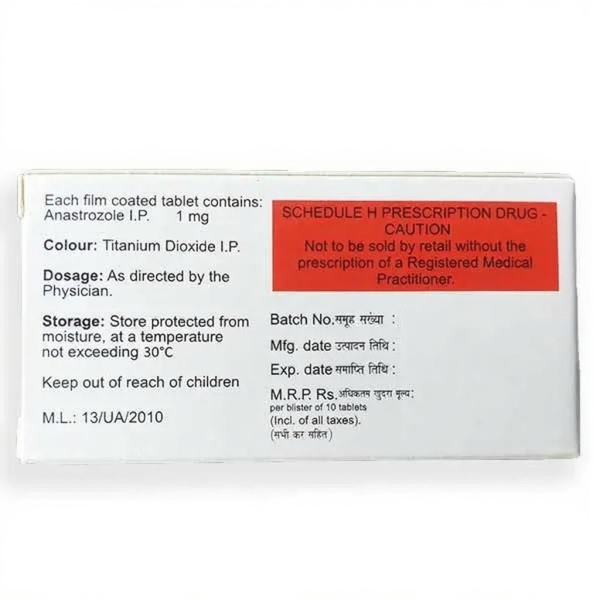 Each film coated tablet contains:
Anastrozole I.P. 1 mg
Colour: Titanium Dioxide I.P.
Dosage: As directed by the
Physician.
Storage: Store protected from
moisture, at a temperature
not exceeding 30°C
Keep out of reach of children
M.L.: 13/UA/2010
SCHEDULE H PRESCRIPTION DRUG -
CAUTION
Not to be sold by retail without the
prescription of a Registered Medical
Practitioner.
Batch No.समूह संख्या :
Mfg. date उत्पादन तिथि :
Exp. date समाप्ति तिथि :
M.R.P. Rs.अधिकतम खुदरा मूल्य:
per blister of 10 tablets
(Incl. of all taxes).
(सभी कर सहित)